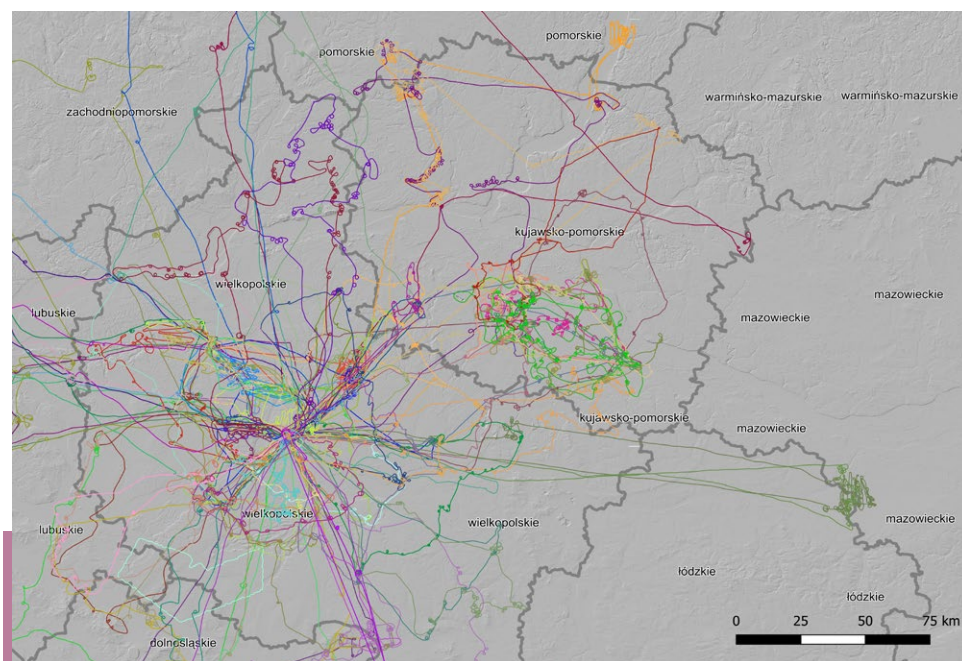 pomorskie
pomorskie
warmińsko-mazurskie
warmińsko-mazurskie
zachodniopomorskie
kujawsko-pomorskie
wielkopolskie
mazowieckie
lubuskie
mazowieckie
kujawsko-pomorskie
mazowieckie
wielkopolskie
wielkopolskie
mazowieckie
lubuskie
łódzkie
łódzkie
0 25 50 75 km
dolnośląskie